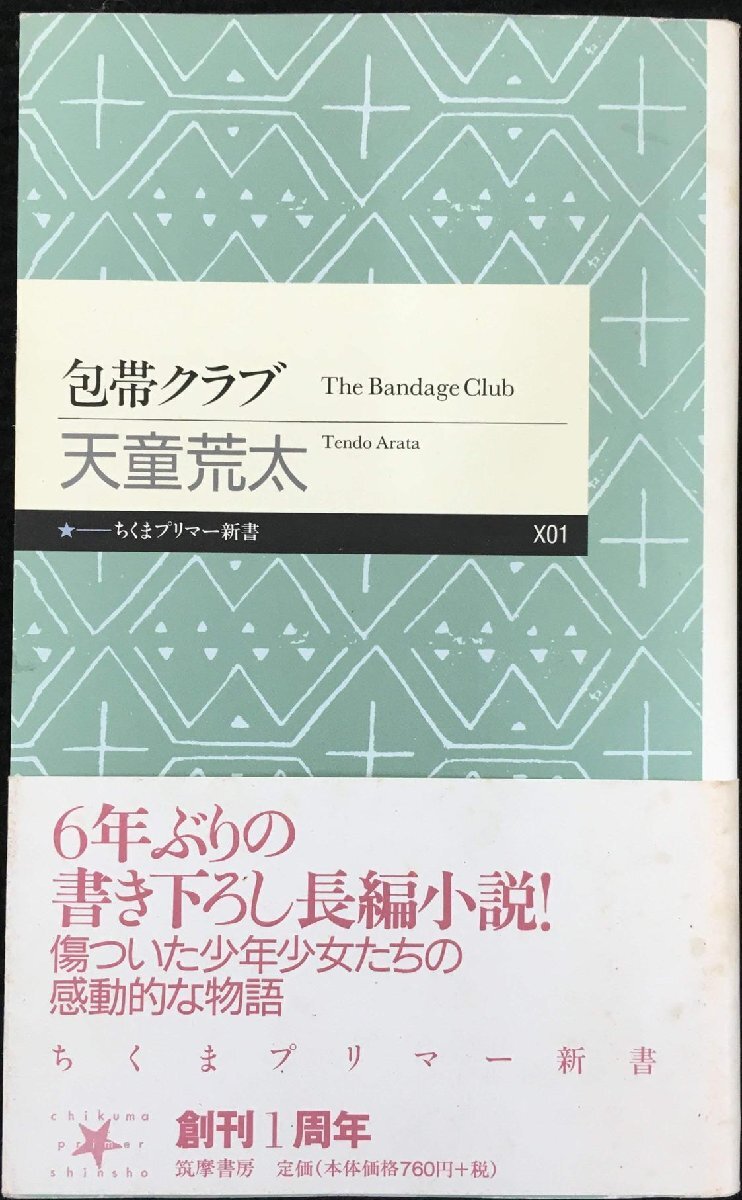 包帯クラブ The Bandage Club
天童荒太 Tendo Arata
★──ちくまプリマー新書 X01
6年ぶりの
書き下ろし長編小説!
傷ついた少年少女たちの
感動的な物語
ちくまプリマー新書
chikuma
primer
shinsho
創刊1周年
筑摩書房 定価(本体価格760円+税)